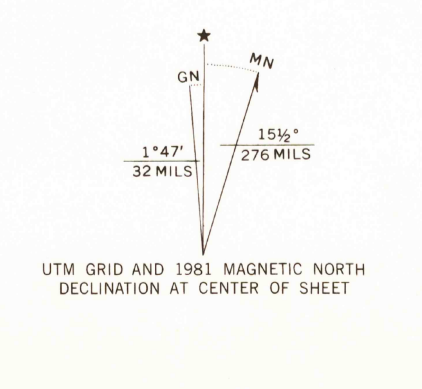 ★
MN
GN
15½°
276 MILS
1°47′
32 MILS
UTM GRID AND 1981 MAGNETIC NORTH
DECLINATION AT CENTER OF SHEET